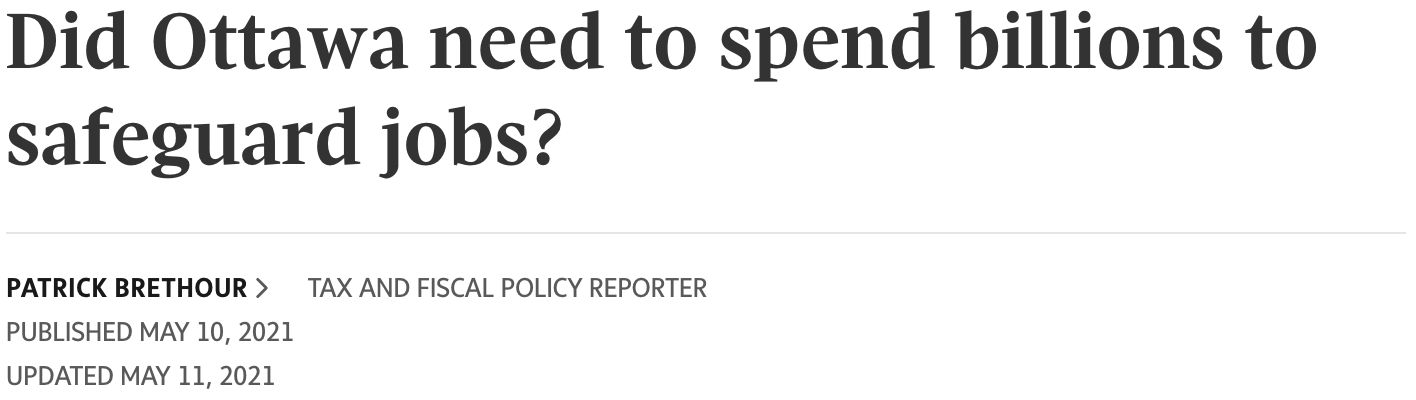 Did Ottawa need to spend billions to
safeguard jobs?
PATRICK BRETHOUR > TAX AND FISCAL POLICY REPORTER
PUBLISHED MAY 10, 2021
UPDATED MAY 11, 2021